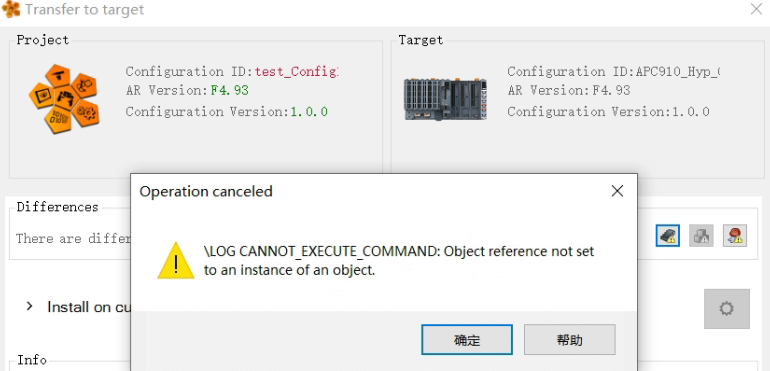 Transfer to target
Project
Configuration ID:test_Config
AR Version:F4.93
Configuration Version:1.0.0
Target
Configuration ID:APC910_Hyp_
AR Version:F4.93
Configuration Version:1.0.0
Operation canceled
\LOG CANNOT_EXECUTE_COMMAND: Object reference not set
to an instance of an object.
确定
帮助
Differences
There are differ
Install on cu
Info